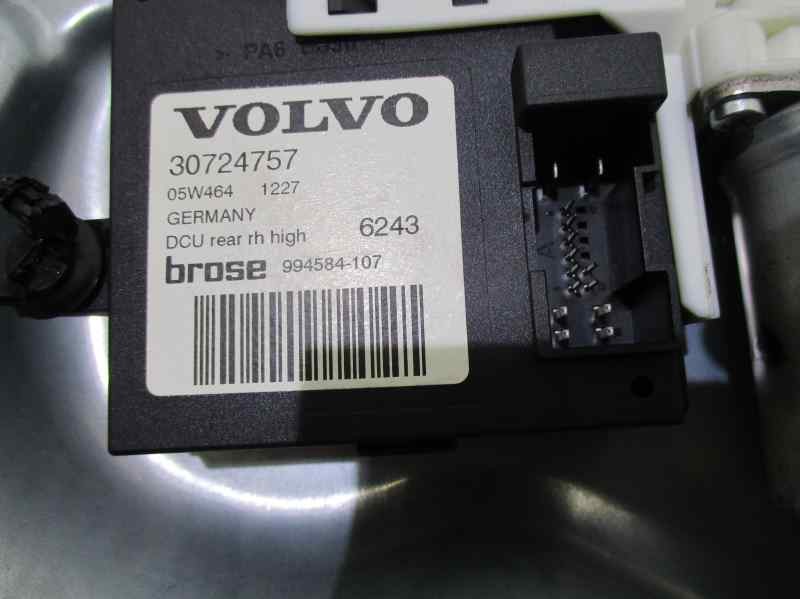 > PA6
VOLVO
30724757
05W464 1227
GERMANY
DCU rear rh high 6243
brose 994584-107
A